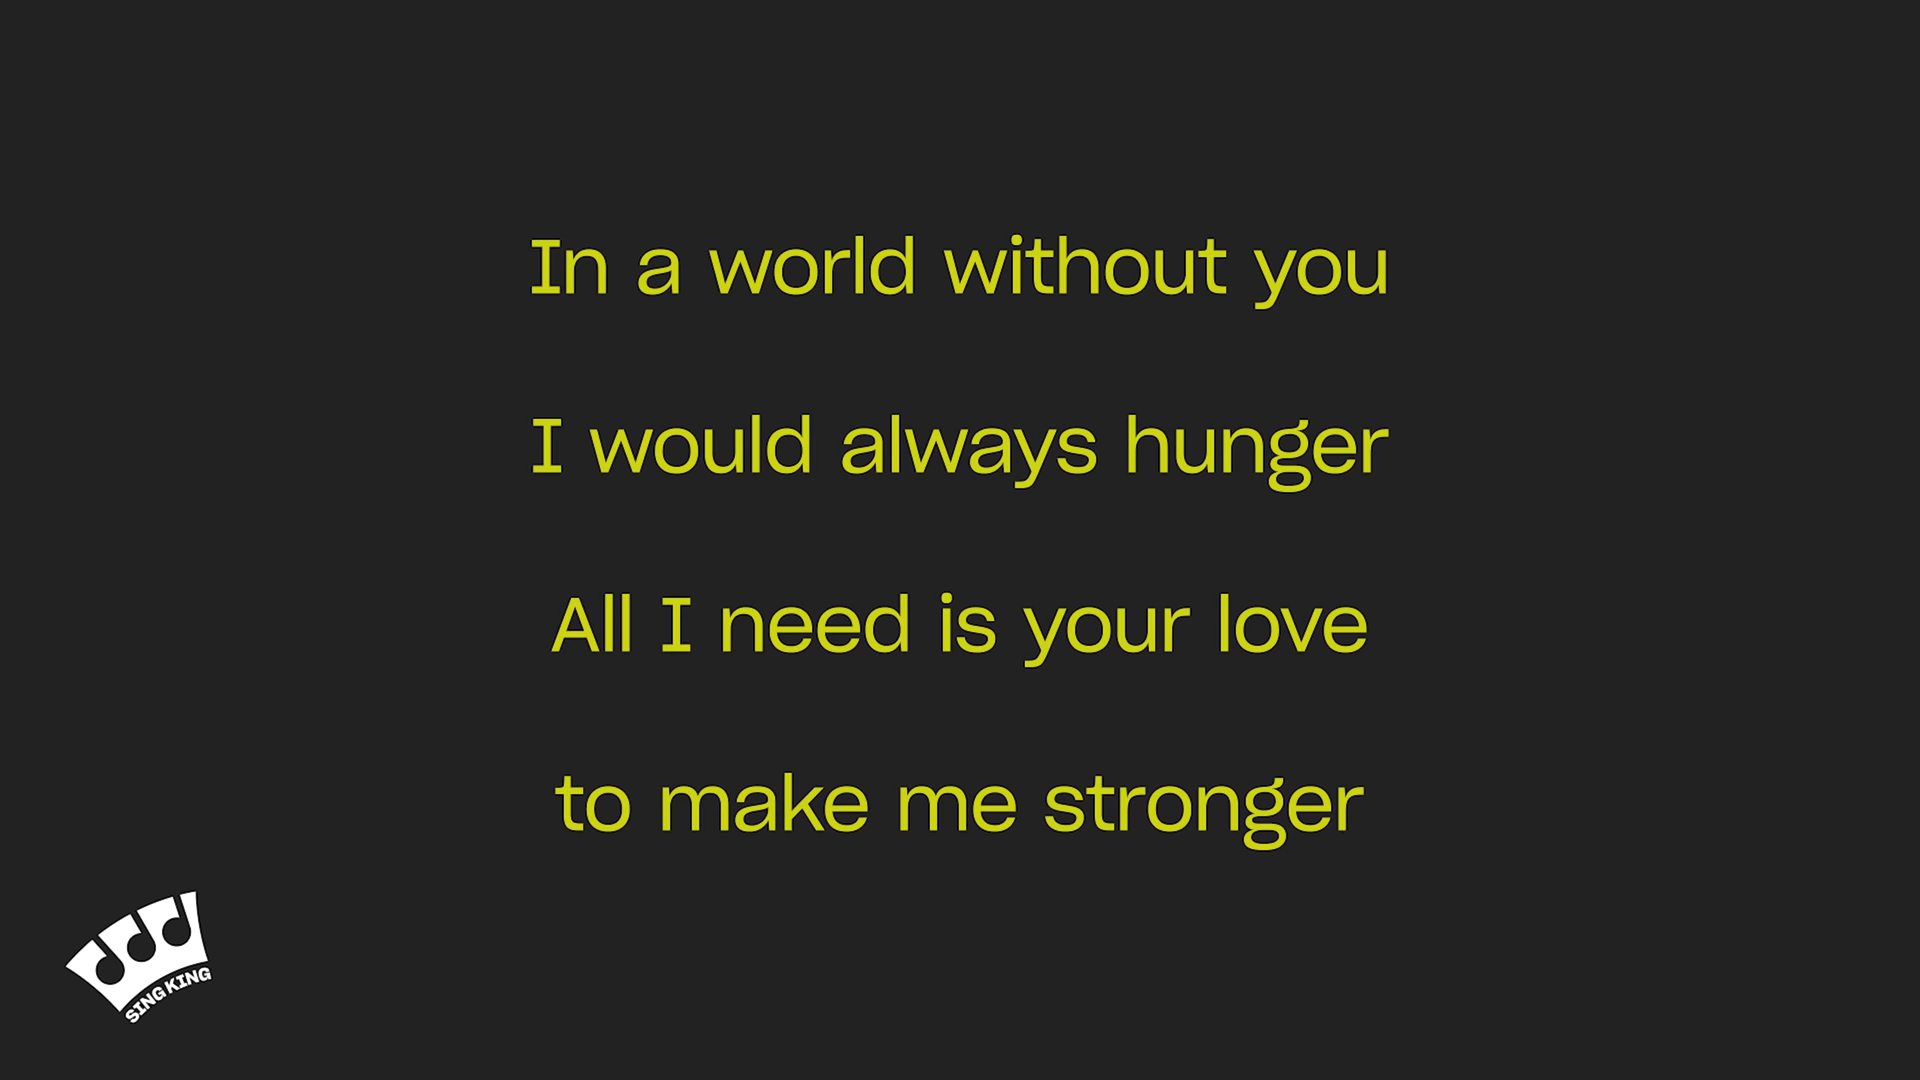 In a world without you
I would always hunger
All I need is your love
to make me stronger
SING KING